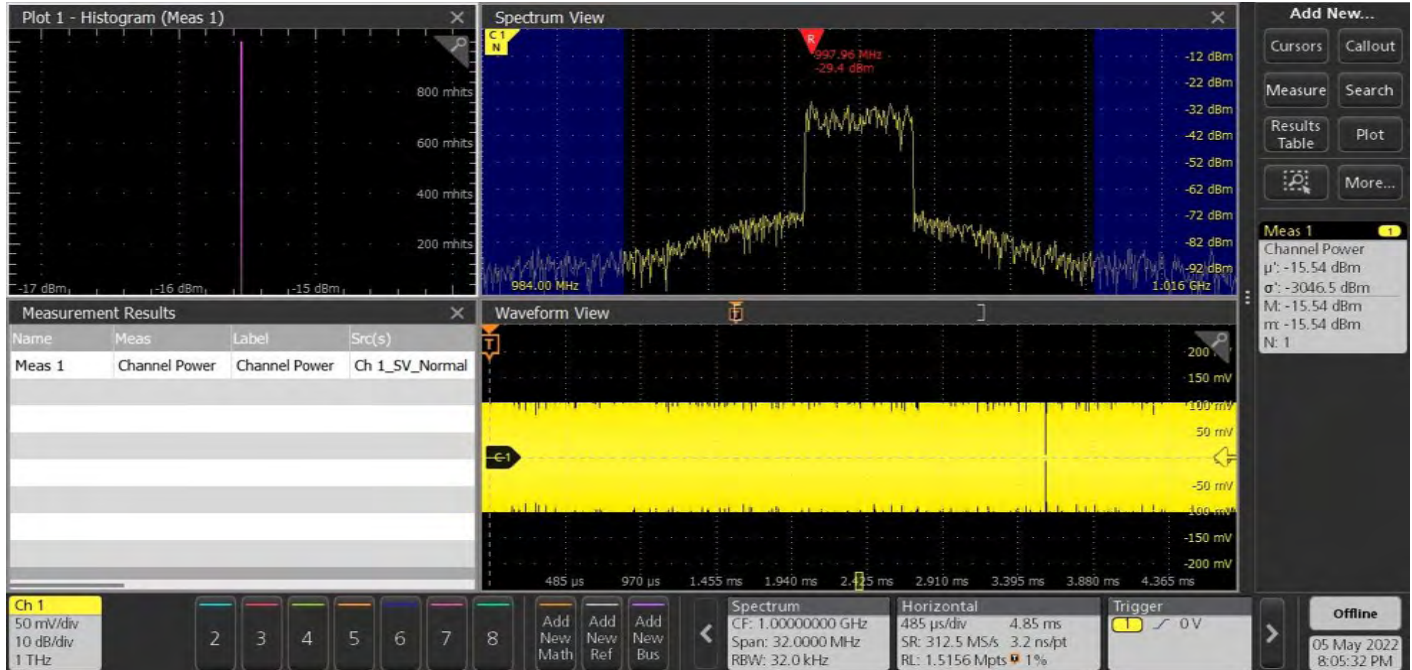 Plot 1 - Histogram (Meas 1)
800 mhits
600 mhits
400 mhits
200 mhits
-17 dBm
-16 dBm
-15 dBm
Spectrum View
C 1
N
R
997.96 MHz
-29.4 dBm
-12 dBm
-22 dBm
-32 dBm
-42 dBm
-52 dBm
-62 dBm
-72 dBm
-82 dBm
-92 dBm
984.00 MHz
1.016 GHz
Measurement Results
Name Meas Label Src(s)
Meas 1 Channel Power Channel Power Ch 1_SV_Normal
Waveform View
T
T
200
150 mV
100 mV
50 mV
C 1
-50 mV
-100 mV
-150 mV
-200 mV
485 µs 970 µs 1.455 ms 1.940 ms 2.425 ms 2.910 ms 3.395 ms 3.880 ms 4.365 ms
Add New...
Cursors Callout
Measure Search
Results Table
Plot
More...
Meas 1 1
Channel Power
µ': -15.54 dBm
σ': -3046.5 dBm
M: -15.54 dBm
m: -15.54 dBm
N: 1
Ch 1
50 mV/div
10 dB/div
1 THz
2 3 4 5 6 7 8
Add New Math
Add New Ref
Add New Bus
Spectrum
CF: 1.00000000 GHz
Span: 32.0000 MHz
RBW: 32.0 kHz
Horizontal
485 µs/div 4.85 ms
SR: 312.5 MS/s 3.2 ns/pt
RL: 1.5156 Mpts 1%
Trigger
1 0 V
Offline
05 May 2022
8:05:32 PM